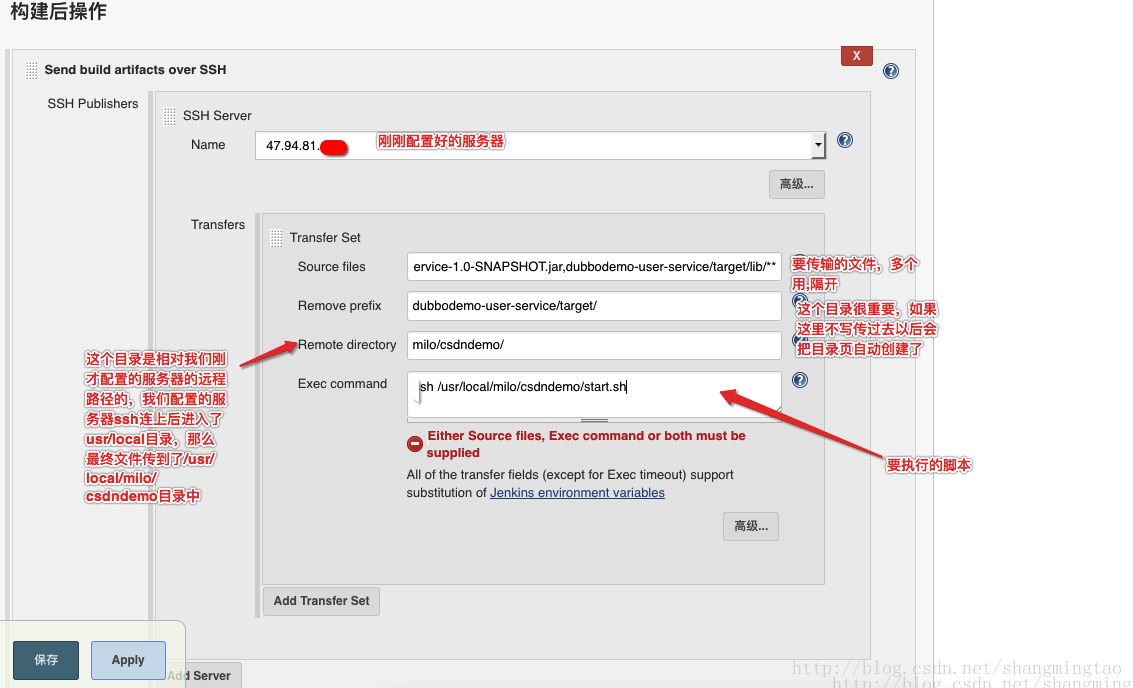 构建后操作
Send build artifacts over SSH
X
SSH Publishers
SSH Server
Name
47.94.81.
刚刚配置好的服务器
高级...
Transfers
Transfer Set
Source files
ervice-1.0-SNAPSHOT.jar,dubbodemo-user-service/target/lib/**
要传输的文件，多个
用,隔开
Remove prefix
dubbodemo-user-service/target/
这个目录很重要，如果
这里不写传过去以后会
把目录页自动创建了
Remote directory
milo/csdndemo/
这个目录是相对我们刚
才配置的服务器的远程
路径的，我们配置的服
务器ssh连上后进入了
usr/local目录，那么
最终文件传到了/usr/
local/milo/
csdndemo目录中
Exec command
sh /usr/local/milo/csdndemo/start.sh
要执行的脚本
Either Source files, Exec command or both must be
supplied
All of the transfer fields (except for Exec timeout) support
substitution of Jenkins environment variables
高级...
Add Transfer Set
保存
Apply
Add Server
http://blog.csdn.net/shangmingtao
http://blog.csdn.net/shangming